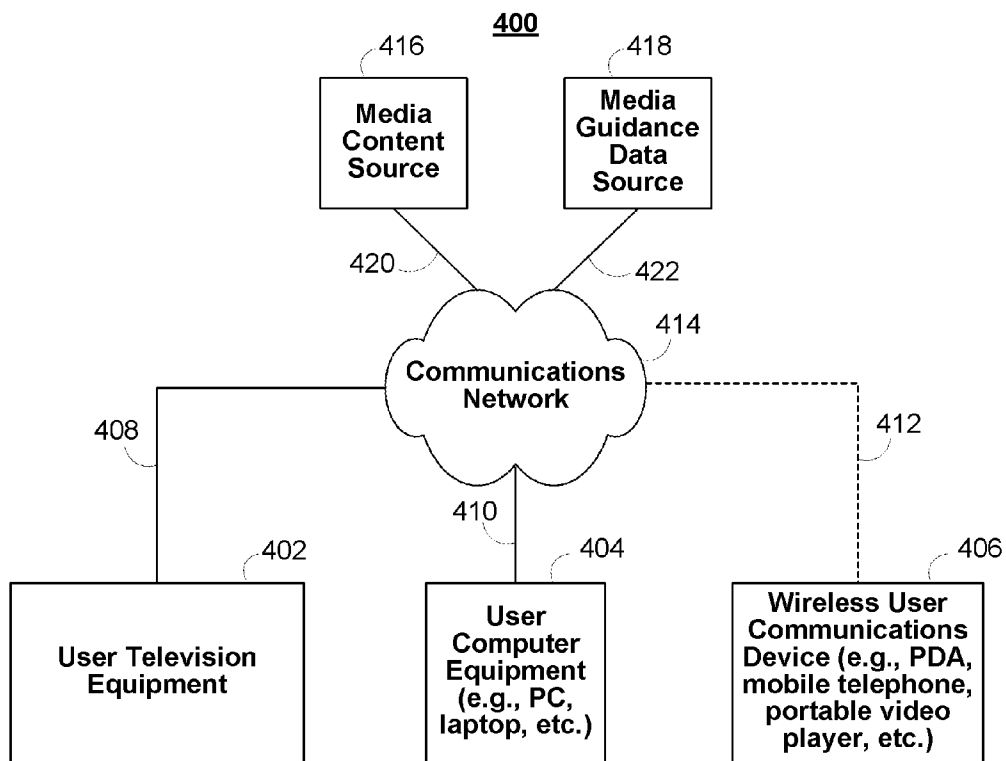 400
416
418
Media
Content
Source
Media
Guidance
Data
Source
420
422
414
Communications
Network
408
412
410
402
404
406
User Television
Equipment
User
Computer
Equipment
(e.g., PC,
laptop, etc.)
Wireless User
Communications
Device (e.g., PDA,
mobile telephone,
portable video
player, etc.)